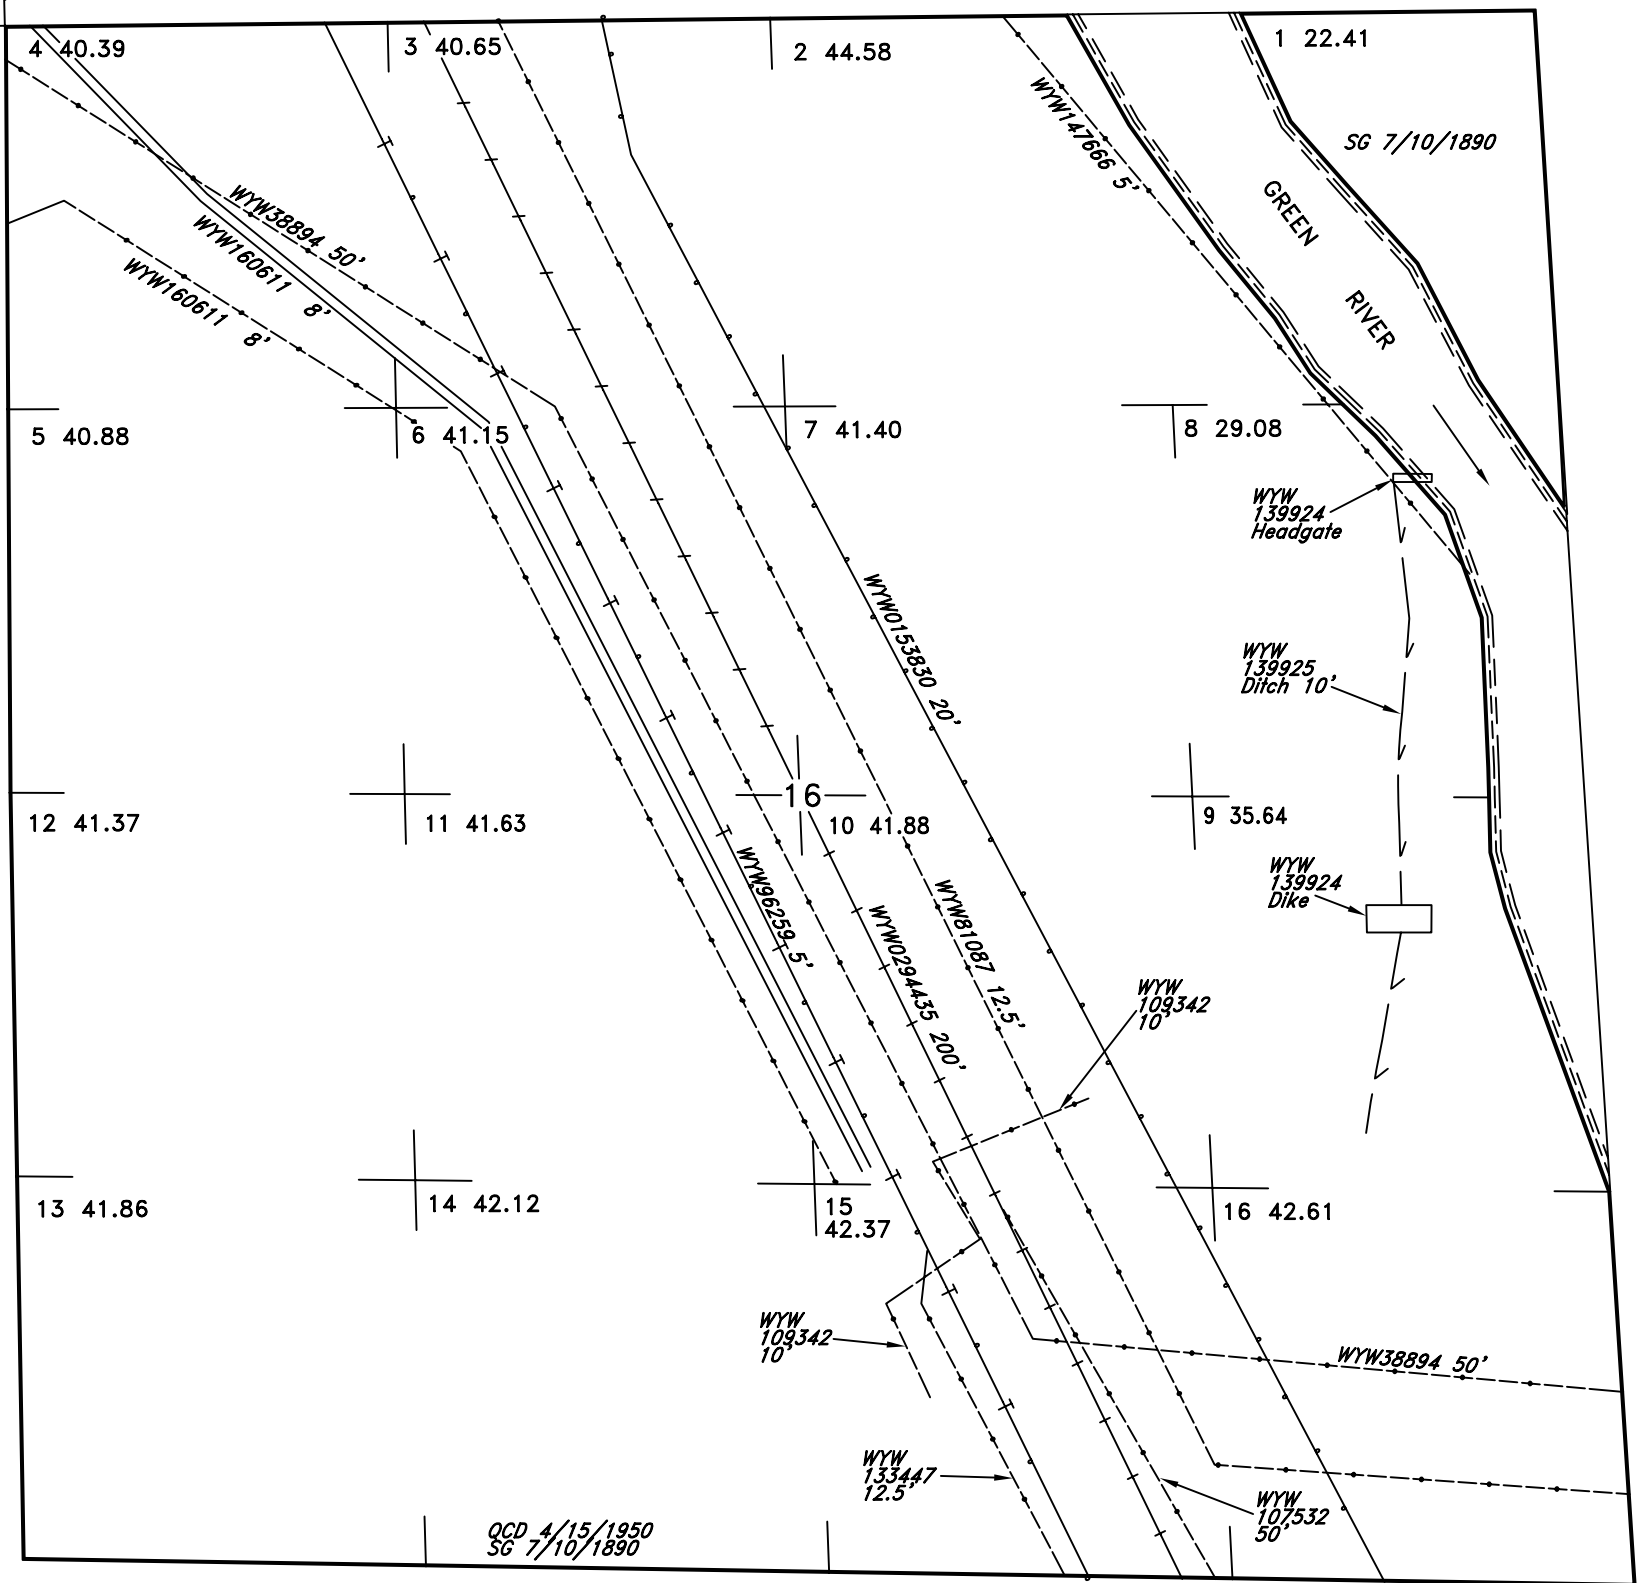 4 40.39
3 40.65
2 44.58
1 22.41
SG 7/10/1890
WYW147666 5'
GREEN
RIVER
WYW38894 50'
WYW160611 8'
WYW160611 8'
5 40.88
6 41.15
7 41.40
8 29.08
WYW
139924
Headgate
WYW0153830 20'
WYW
139925
Ditch 10'
16
12 41.37
11 41.63
10 41.88
9 35.64
WYW96259 5'
WYW0294435 200'
WYW81087 12.5'
WYW
139924
Dike
WYW
109342
10'
13 41.86
14 42.12
15
42.37
16 42.61
WYW
109342
10'
WYW38894 50'
WYW
133447
12.5'
WYW
107532
50'
QCD 4/15/1950
SG 7/10/1890